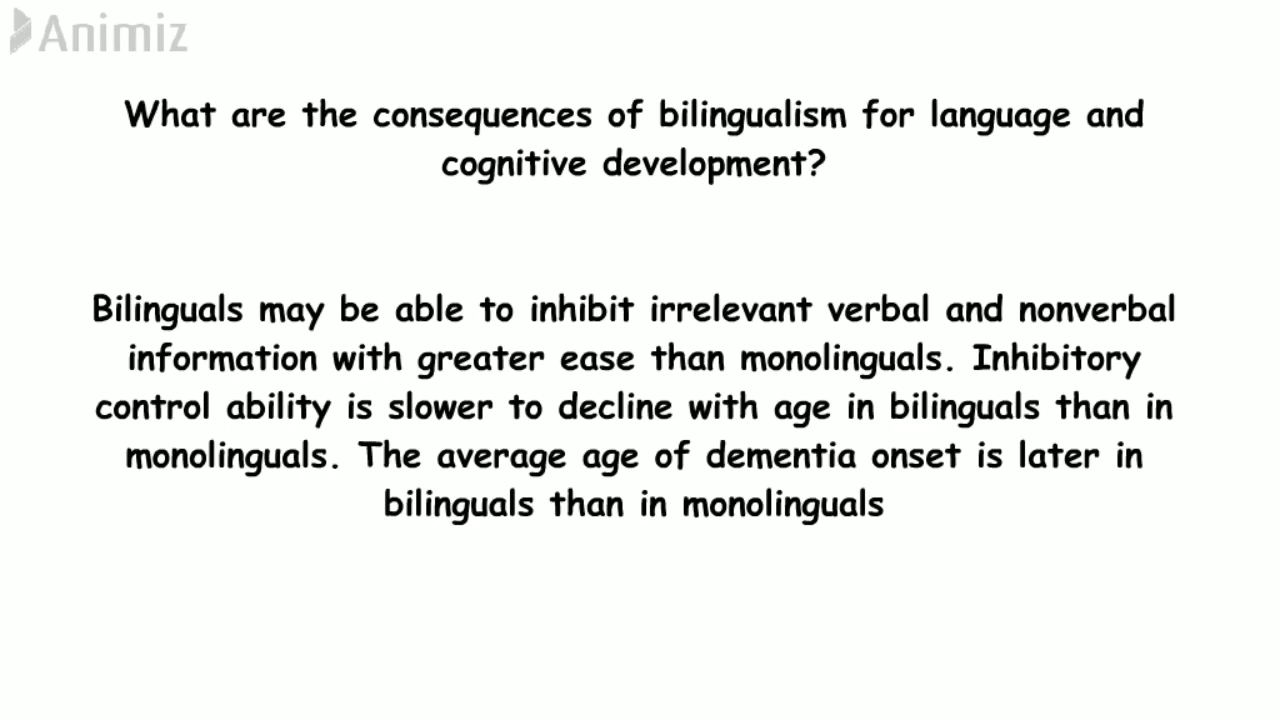 Animiz
What are the consequences of bilingualism for language and
cognitive development?
Bilinguals may be able to inhibit irrelevant verbal and nonverbal
information with greater ease than monolinguals. Inhibitory
control ability is slower to decline with age in bilinguals than in
monolinguals. The average age of dementia onset is later in
bilinguals than in monolinguals